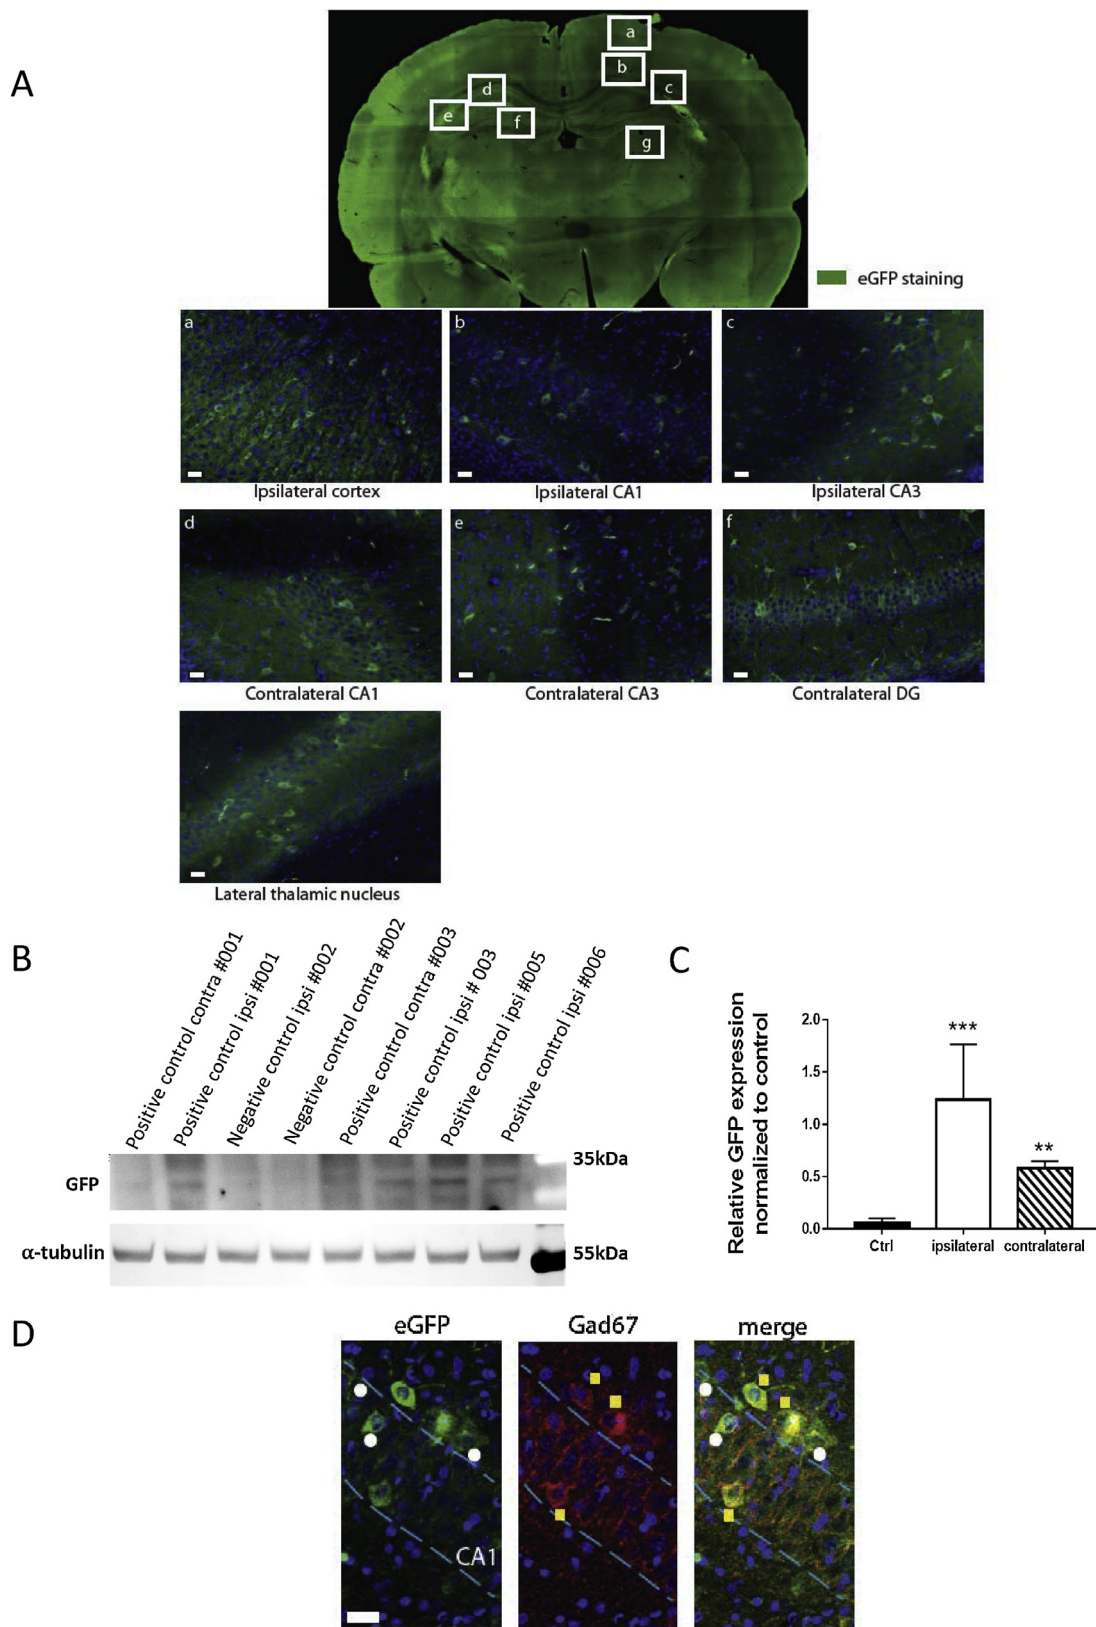 A
a
b
c
d
e
f
g
eGFP staining
a
b
c
Ipsilateral cortex
Ipsilateral CA1
Ipsilateral CA3
d
e
f
Contralateral CA1
Contralateral CA3
Contralateral DG
Lateral thalamic nucleus
B
Positive control contra #001
Positive control ipsi #001
Negative control ipsi #002
Negative control contra #002
Positive control contra #003
Positive control ipsi # 003
Positive control ipsi #005
Positive control ipsi #006
GFP
35kDa
α-tubulin
55kDa
C
Relative GFP expression
normalized to control
2.0
1.5
1.0
0.5
0.0
***
**
Ctrl
ipsilateral
contralateral
D
eGFP
Gad67
merge
CA1